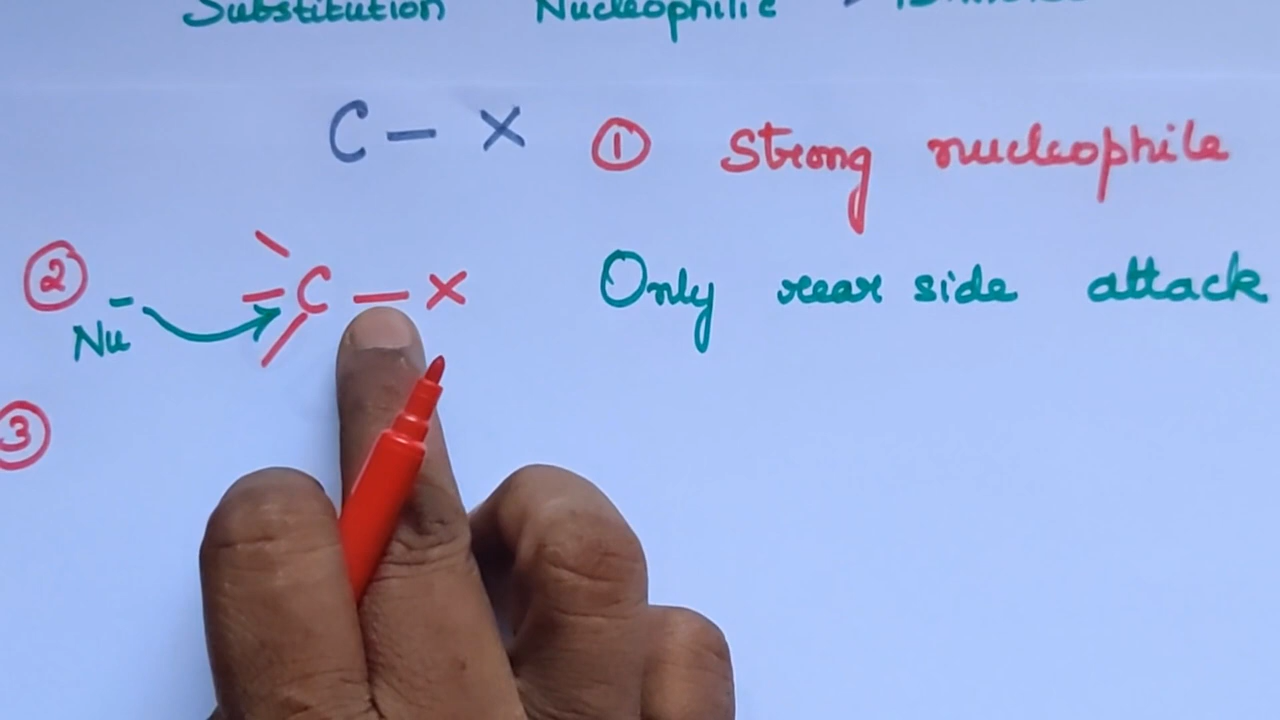 Substitution Nucleophilic
C – X ① Strong nucleophile
② Nu⁻ C – X Only rear side attack
③